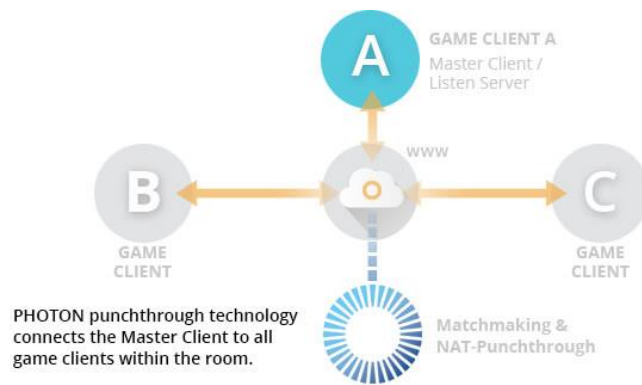 A
GAME CLIENT A
Master Client /
Listen Server
WWW
B
C
GAME
CLIENT
GAME
CLIENT
PHOTON punchthrough technology
connects the Master Client to all
game clients within the room.
Matchmaking &
NAT-Punchthrough